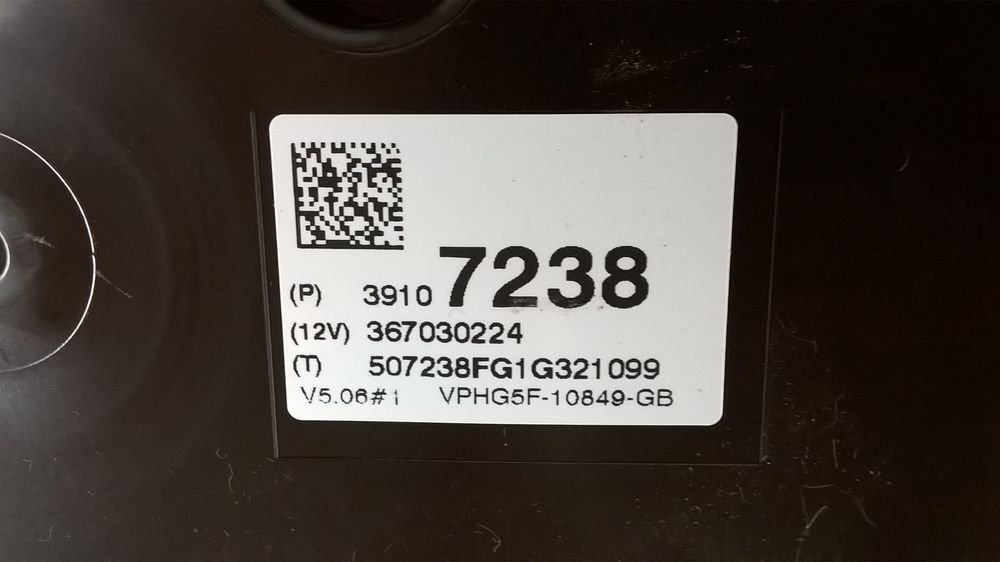 (P) 3910 7238
(12V) 367030224
(T) 507238FG1G321099
V5.06#1 VPHG5F-10849-GB